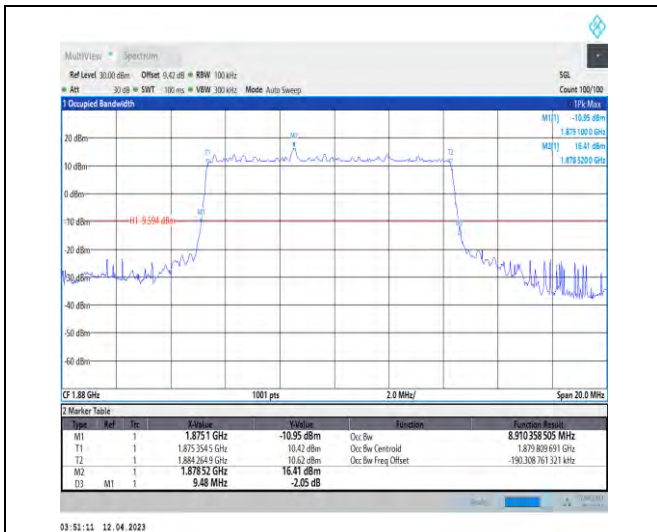 MultiView Spectrum
Ref Level 30.00 dBm Offset 9.42 dB RBW 100 kHz SGL
Att 30 dB SWT 100 ms VBW 300 kHz Mode Auto Sweep Count 100/100
1 Occupied Bandwidth 1Pk Max
M1[1] -10.95 dBm
1.879 100 0 GHz
M2[1] 16.41 dBm
1.878 520 0 GHz
20 dBm
10 dBm
0 dBm
-10 dBm
-20 dBm
-30 dBm
-40 dBm
-50 dBm
-60 dBm
T1
M2
T2
M1
H1 -9.594 dBm
CF 1.88 GHz 1001 pts 2.0 MHz/ Span 20.0 MHz
2 Marker Table
Type Ref Trc X-Value Y-Value Function Function Result
M1 1 1.8751 GHz -10.95 dBm Occ Bw 8.910 358 505 MHz
T1 1 1.875 354 5 GHz 10.42 dBm Occ Bw Centroid 1.879 809 691 GHz
T2 1 1.884 264 9 GHz 10.62 dBm Occ Bw Freq Offset -190.308 761 321 kHz
M2 1 1.87852 GHz 16.41 dBm
D3 M1 1 9.48 MHz -2.05 dB
03:51:11 12.04.2023